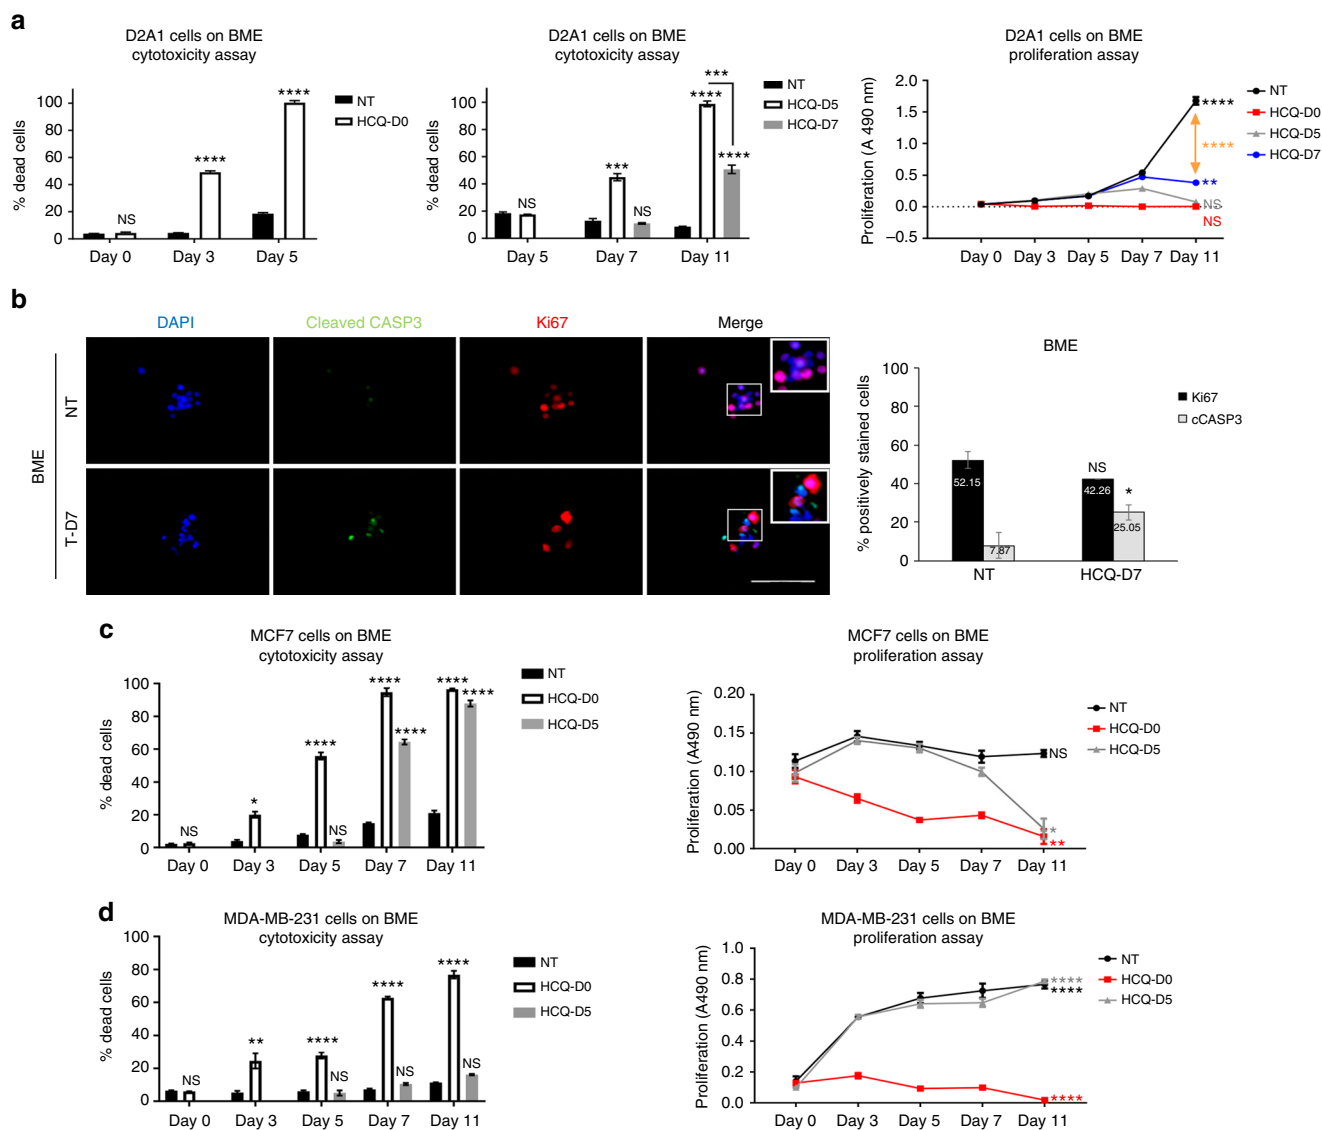 a
D2A1 cells on BME
cytotoxicity assay
% dead cells
100
80
60
40
20
0
NS
****
****
Day 0
Day 3
Day 5
NT
HCQ-D0
D2A1 cells on BME
cytotoxicity assay
% dead cells
100
80
60
40
20
0
NS
***
NS
***
****
****
Day 5
Day 7
Day 11
NT
HCQ-D5
HCQ-D7
D2A1 cells on BME
proliferation assay
Proliferation (A 490 nm)
2.0
1.5
1.0
0.5
0.0
–0.5
****
****
**
NS
NS
Day 0
Day 3
Day 5
Day 7
Day 11
NT
HCQ-D0
HCQ-D5
HCQ-D7
b
DAPI
Cleaved CASP3
Ki67
Merge
BME
NT
T-D7
BME
% positively stained cells
100
80
60
40
20
0
52.15
7.87
NS
42.26
*
25.05
NT
HCQ-D7
Ki67
cCASP3
c
MCF7 cells on BME
cytotoxicity assay
% dead cells
100
80
60
40
20
0
NS
*
****
NS
****
****
****
****
Day 0
Day 3
Day 5
Day 7
Day 11
NT
HCQ-D0
HCQ-D5
MCF7 cells on BME
proliferation assay
Proliferation (A490 nm)
0.20
0.15
0.10
0.05
0.00
NS
*
**
Day 0
Day 3
Day 5
Day 7
Day 11
NT
HCQ-D0
HCQ-D5
d
MDA-MB-231 cells on BME
cytotoxicity assay
% dead cells
100
80
60
40
20
0
NS
**
****
NS
****
NS
****
NS
Day 0
Day 3
Day 5
Day 7
Day 11
NT
HCQ-D0
HCQ-D5
MDA-MB-231 cells on BME
proliferation assay
Proliferation (A490 nm)
1.0
0.8
0.6
0.4
0.2
0.0
****
****
****
Day 0
Day 3
Day 5
Day 7
Day 11
NT
HCQ-D0
HCQ-D5